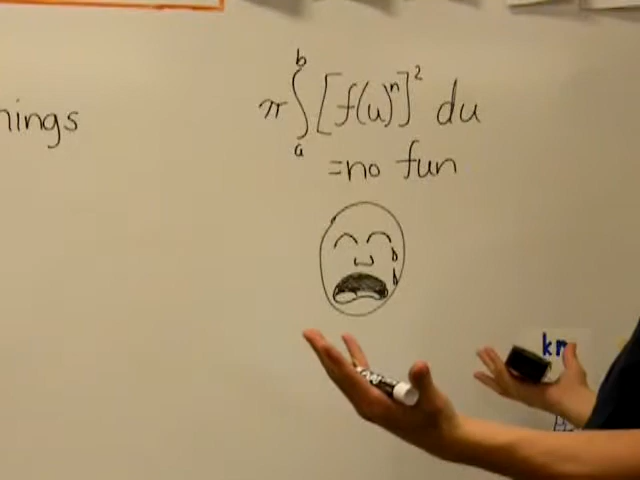 nings
π∫ₐᵇ[f(u)ⁿ]² du
=no fun